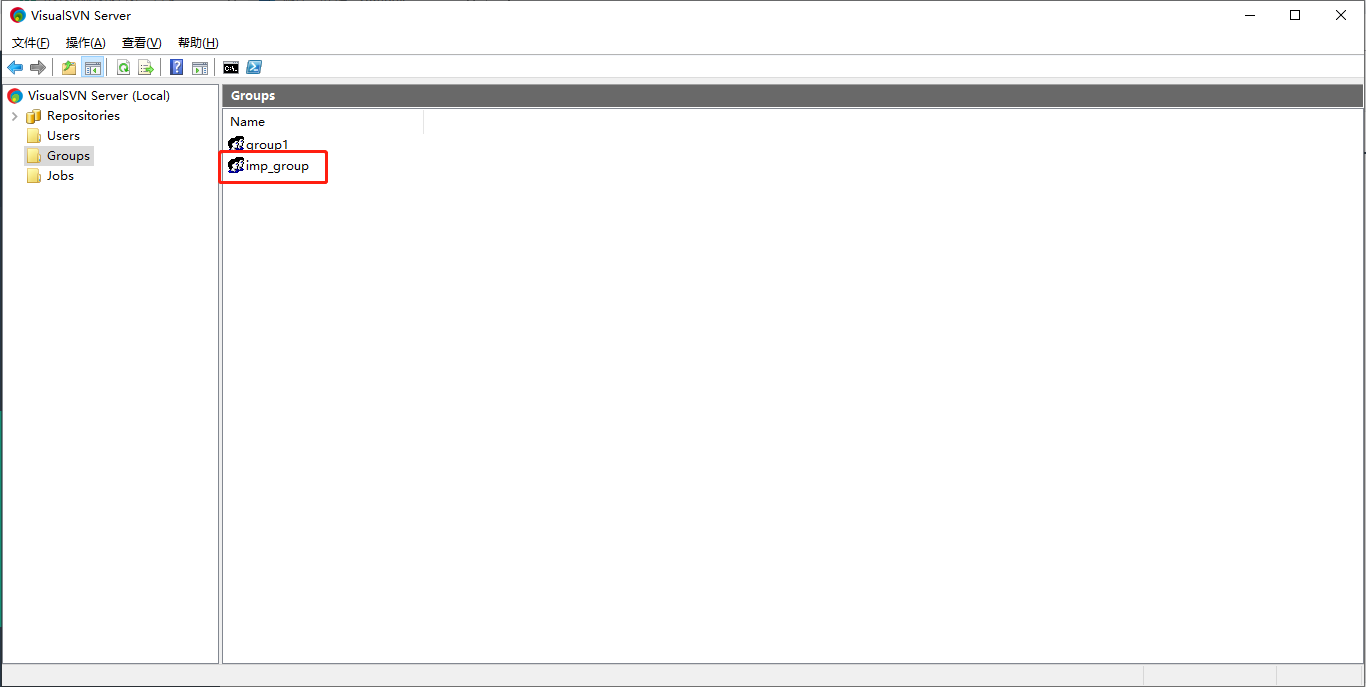 VisualSVN Server
文件(F) 操作(A) 查看(V) 帮助(H)
VisualSVN Server (Local)
Repositories
Users
Groups
Jobs
Groups
Name
group1
imp_group